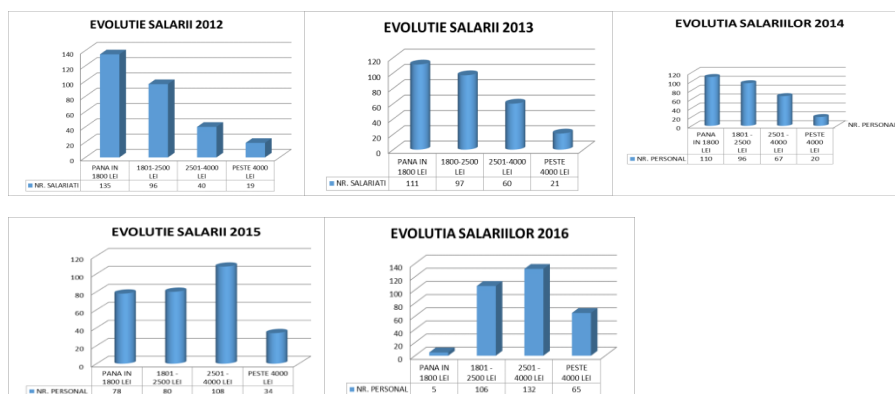 EVOLUTIE SALARII 2012
140
120
100
80
60
40
20
0
PANA IN 1800 LEI
1801-2500 LEI
2501-4000 LEI
PESTE 4000 LEI
NR. SALARIATI 135 96 40 19
EVOLUTIE SALARII 2013
120
100
80
60
40
20
0
PANA IN 1800 LEI
1800-2500 LEI
2501-4000 LEI
PESTE 4000 LEI
NR. SALARIATI 111 97 60 21
EVOLUTIA SALARIILOR 2014
120
100
80
60
40
20
0
NR. PERSONAL
PANA IN 1800 LEI
1801 - 2500 LEI
2501 - 4000 LEI
PESTE 4000 LEI
NR. PERSONAL 110 96 67 20
EVOLUTIE SALARII 2015
120
100
80
60
40
20
0
PANA IN 1800 LEI
1801 - 2500 LEI
2501 - 4000 LEI
PESTE 4000 LEI
NR. PERSONAL 78 80 108 34
EVOLUTIA SALARIILOR 2016
140
120
100
80
60
40
20
0
PANA IN 1800 LEI
1801 - 2500 LEI
2501 - 4000 LEI
PESTE 4000 LEI
NR. PERSONAL 5 106 132 65